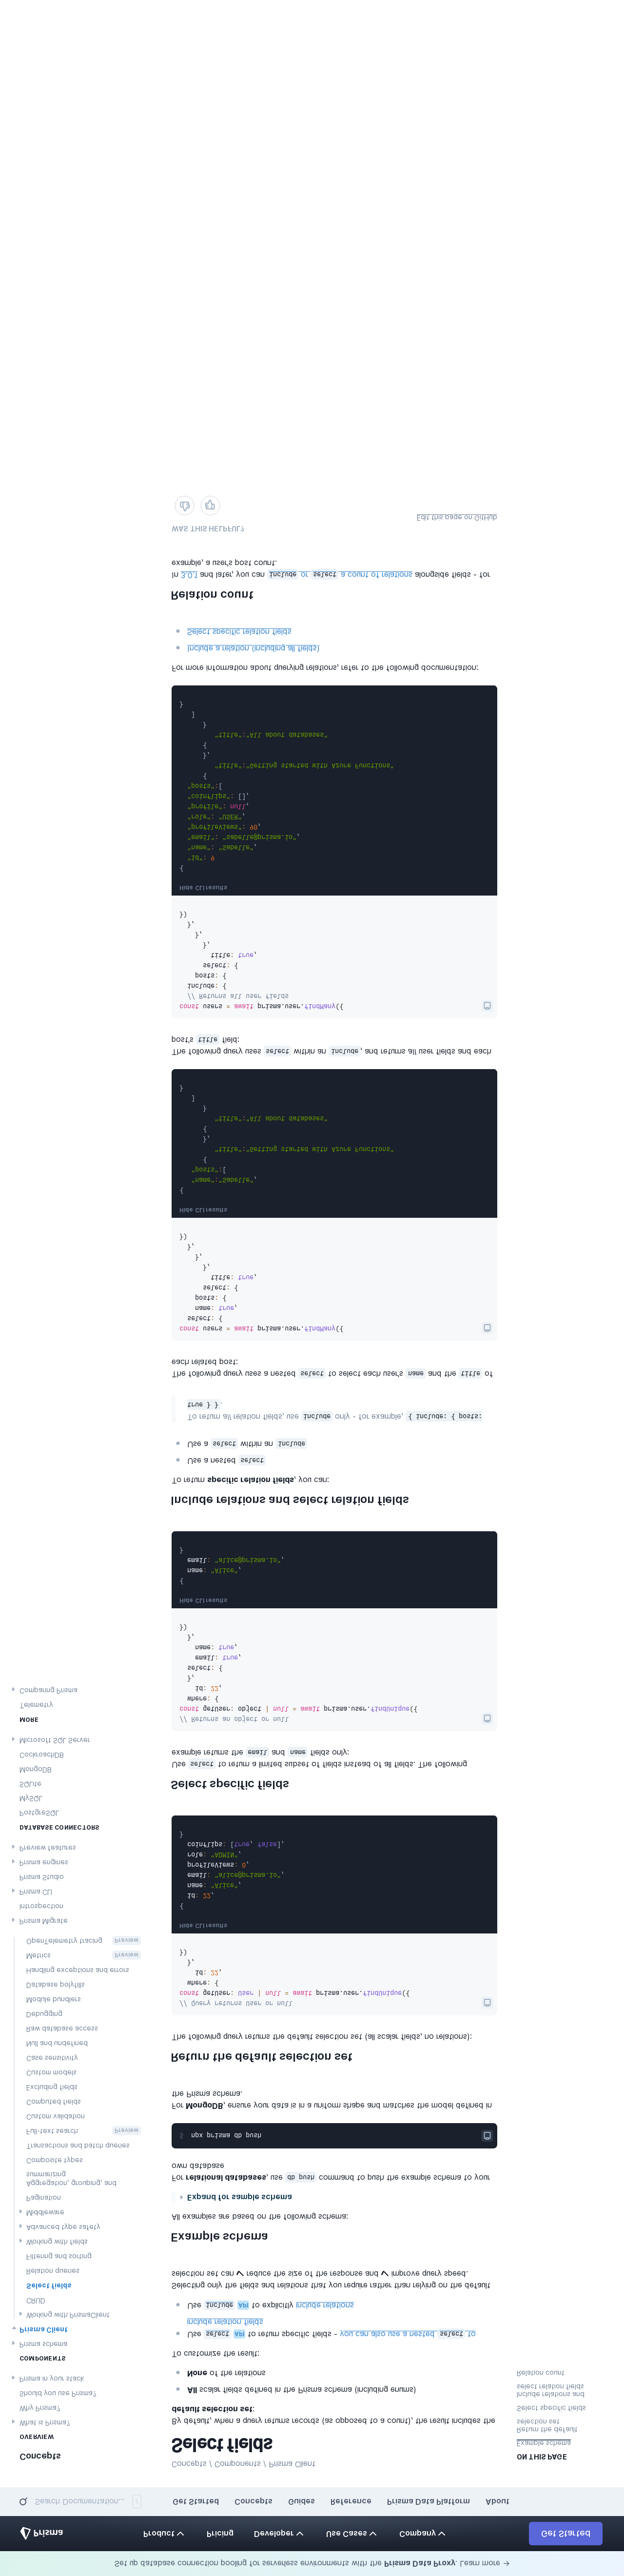 Set up database connection pooling for serverless environments with the Prisma Data Proxy. Learn more →
Prisma
Product
Pricing
Developer
Use Cases
Company
Get Started
Search Documentation...
/
Get Started
Concepts
Guides
Reference
Prisma Data Platform
About
Concepts
OVERVIEW
What is Prisma?
Why Prisma?
Should you use Prisma?
Prisma in your stack
COMPONENTS
Prisma schema
Prisma Client
Working with PrismaClient
CRUD
Select fields
Relation queries
Filtering and sorting
Working with fields
Advanced type safety
Middleware
Pagination
Aggregation, grouping, and
summarizing
Composite types
Transactions and batch queries
Full-text search Preview
Custom validation
Computed fields
Excluding fields
Custom models
Case sensitivity
Null and undefined
Raw database access
Debugging
Module bundlers
Database polyfills
Handling exceptions and errors
Metrics Preview
OpenTelemetry tracing Preview
Prisma Migrate
Introspection
Prisma CLI
Prisma Studio
Prisma engines
Preview features
DATABASE CONNECTORS
PostgreSQL
MySQL
SQLite
MongoDB
CockroachDB
Microsoft SQL Server
MORE
Telemetry
Comparing Prisma
Concepts / Components / Prisma Client
Select fields
By default, when a query returns records (as opposed to a count), the result includes the
default selection set:
All scalar fields defined in the Prisma schema (including enums)
None of the relations
To customize the result:
Use select API to return specific fields - you can also use a nested select to
include relation fields
Use include API to explicitly include relations
Selecting only the fields and relations that you require rather than relying on the default
selection set can ✔ reduce the size of the response and ✔ improve query speed.
Example schema
All examples are based on the following schema:
Expand for sample schema
For relational databases, use db push command to push the example schema to your
own database
$ npx prisma db push
For MongoDB, ensure your data is in a uniform shape and matches the model defined in
the Prisma schema.
Return the default selection set
The following query returns the default selection set (all scalar fields, no relations):
// Query returns User or null
const getUser: User | null = await prisma.user.findUnique({
where: {
id: 22,
},
})
Hide CLI results
{
id: 22,
name: "Alice",
email: "alice@prisma.io",
profileViews: 0,
role: "ADMIN",
coinflips: [true, false],
}
Select specific fields
Use select to return a limited subset of fields instead of all fields. The following
example returns the email and name fields only:
// Returns an object or null
const getUser: object | null = await prisma.user.findUnique({
where: {
id: 22,
},
select: {
email: true,
name: true,
},
})
Hide CLI results
{
name: "Alice",
email: "alice@prisma.io",
}
Include relations and select relation fields
To return specific relation fields, you can:
Use a nested select
Use a select within an include
To return all relation fields, use include only - for example, { include: { posts:
true } }.
The following query uses a nested select to select each user's name and the title of
each related post:
const users = await prisma.user.findMany({
select: {
name: true,
posts: {
select: {
title: true,
},
},
},
})
Hide CLI results
{
"name":"Sabelle",
"posts":[
{
"title":"Getting started with Azure Functions"
},
{
"title":"All about databases"
}
]
}
The following query uses select within an include, and returns all user fields and each
post's title field:
const users = await prisma.user.findMany({
// Returns all user fields
include: {
posts: {
select: {
title: true,
},
},
},
})
Hide CLI results
{
"id": 9
"name": "Sabelle",
"email": "sabelle@prisma.io",
"profileViews": 90,
"role": "USER",
"profile": null,
"coinflips": [],
"posts":[
{
"title":"Getting started with Azure Functions"
},
{
"title":"All about databases"
}
]
}
For more information about querying relations, refer to the following documentation:
Include a relation (including all fields)
Select specific relation fields
Relation count
In 3.0.1 and later, you can include or select a count of relations alongside fields - for
example, a user's post count.
WAS THIS HELPFUL?
Edit this page on GitHub
ON THIS PAGE
Example schema
Return the default
selection set
Select specific fields
Include relations and
select relation fields
Relation count